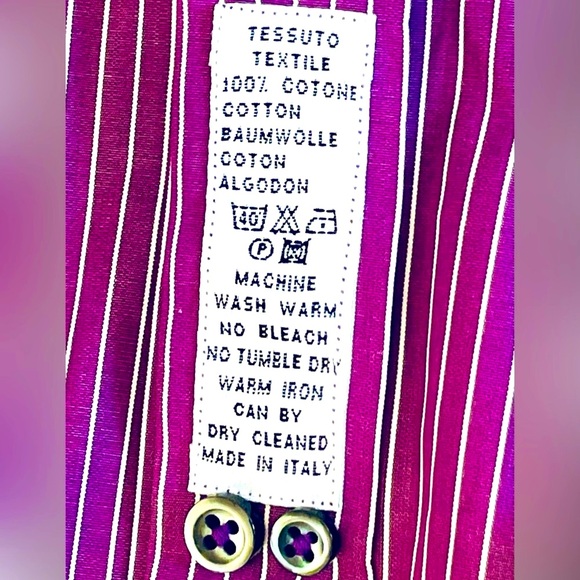 TESSUTO
TEXTILE
100% COTONE
COTTON
BAUMWOLLE
COTON
ALGODON
40
P
MACHINE
WASH WARM
NO BLEACH
NO TUMBLE DRY
WARM IRON
CAN BY
DRY CLEANED
MADE IN ITALY